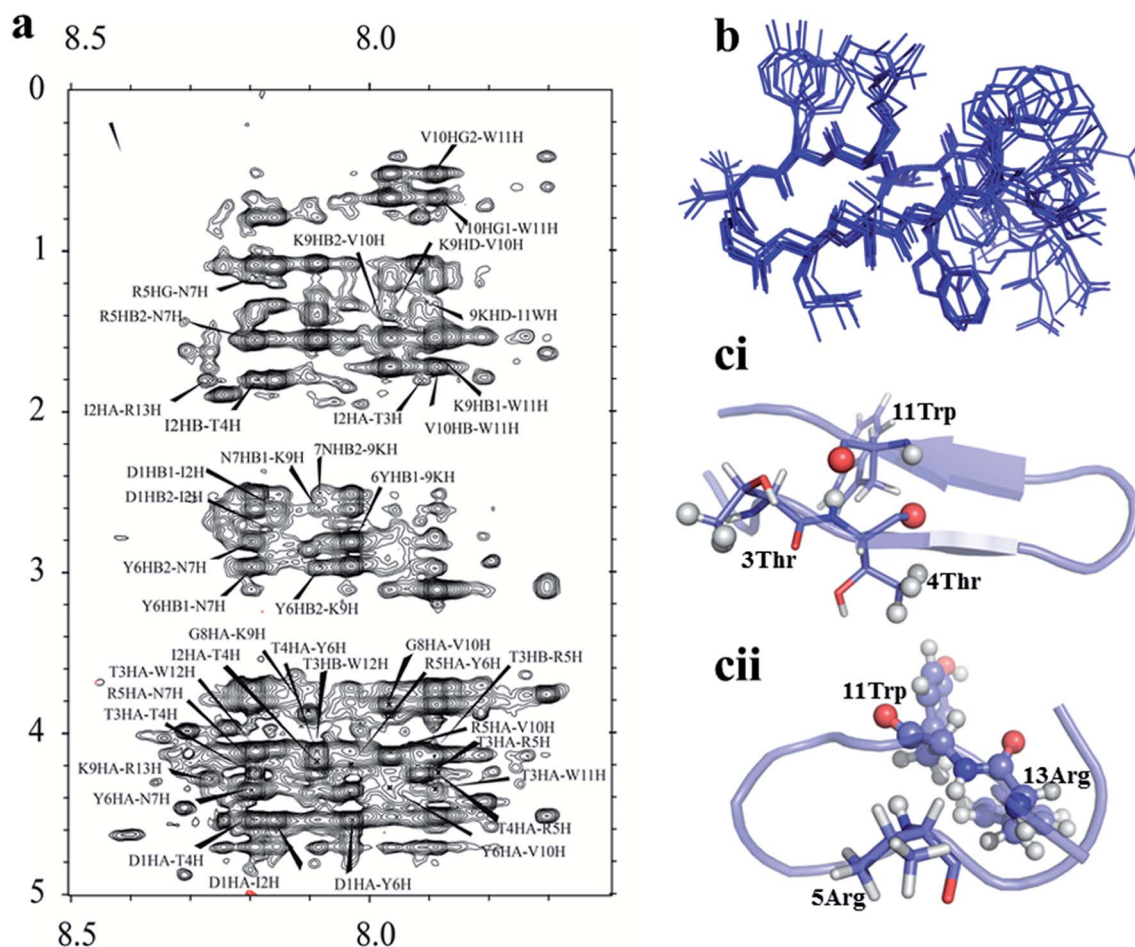 a
8.5 8.0
0
V10HG2-W11H
V10HG1-W11H
1
K9HB2-V10H
K9HD-V10H
R5HG-N7H
9KHD-11WH
R5HB2-N7H
K9HB1-W11H
I2HA-R13H
I2HB-T4H
I2HA-T3H
V10HB-W11H
2
N7HB1-K9H
7NHB2-9KH
D1HB1-I2H
6YHB1-9KH
D1HB2-I2H
Y6HB2-N7H
3
Y6HB1-N7H
Y6HB2-K9H
G8HA-K9H
T4HA-Y6H
G8HA-V10H
I2HA-T4H
T3HB-W12H
R5HA-Y6H
T3HB-R5H
T3HA-W12H
R5HA-N7H
4
T3HA-T4H
R5HA-V10H
T3HA-R5H
K9HA-R13H
T3HA-W11H
Y6HA-N7H
T4HA-R5H
D1HA-T4H
Y6HA-V10H
D1HA-I2H
D1HA-Y6H
5
8.5 8.0
b
ci
11Trp
3Thr
4Thr
cii
11Trp
13Arg
5Arg